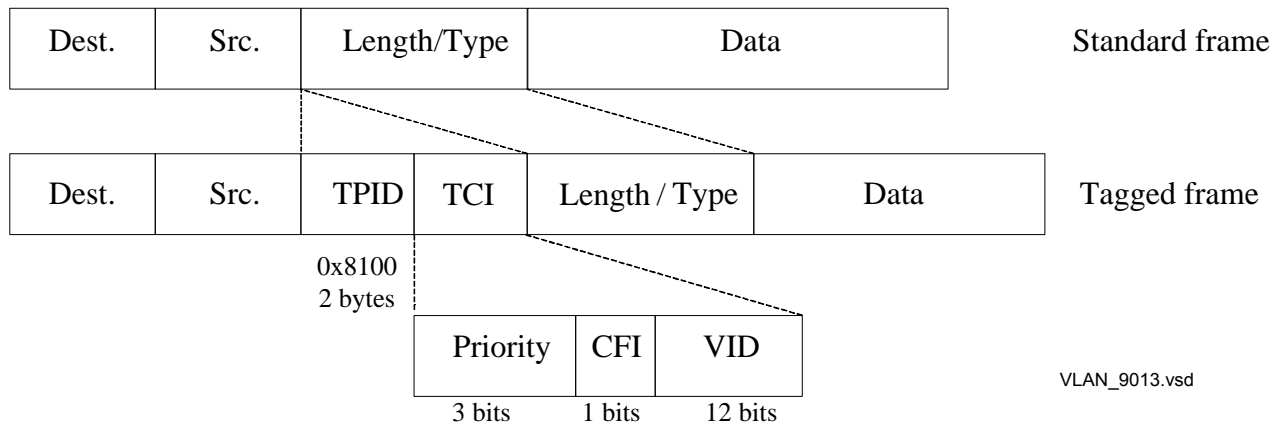 Dest. Src. Length/Type Data Standard frame
Dest. Src. TPID TCI Length / Type Data Tagged frame
0x8100
2 bytes
Priority CFI VID
VLAN_9013.vsd
3 bits 1 bits 12 bits